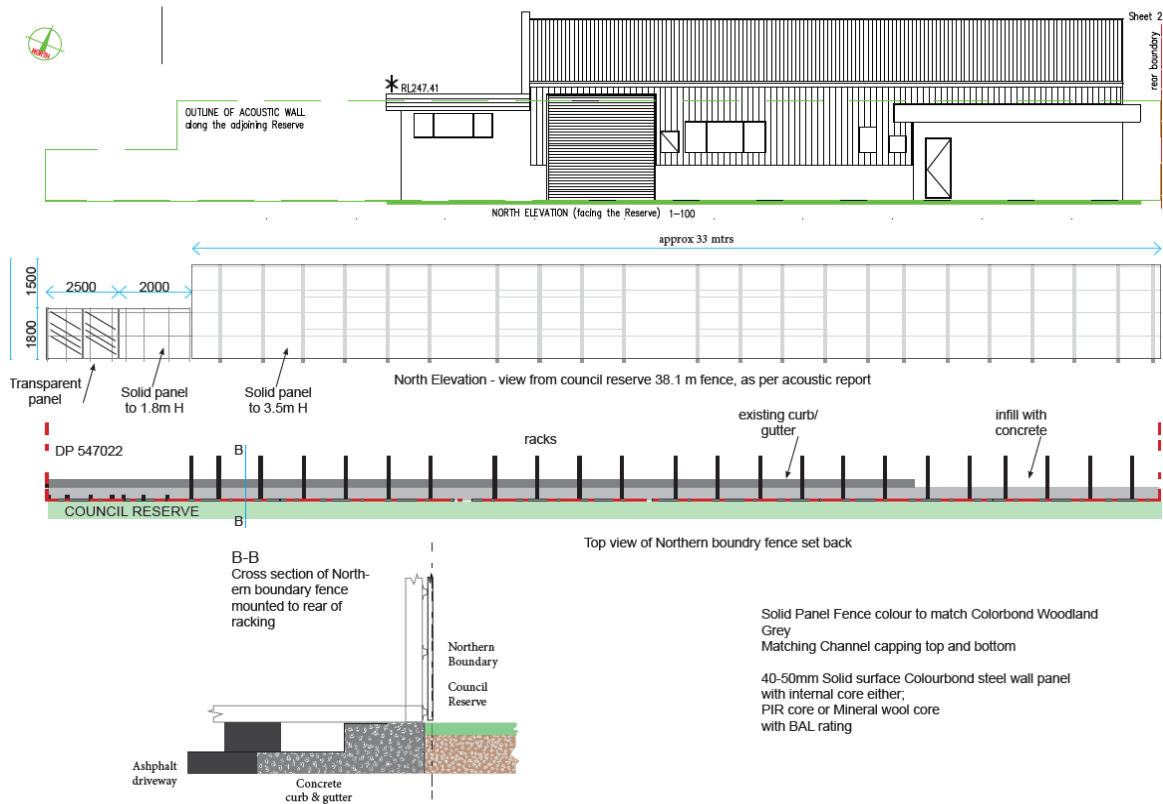 Sheet 2
rear boundary
NORTH
RL247.41
OUTLINE OF ACOUSTIC WALL
along the adjoining Reserve
NORTH ELEVATION (facing the Reserve) 1-100
approx 33 mtrs
1500
2500
2000
1800
Transparent
panel
Solid panel
to 1.8m H
Solid panel
to 3.5m H
North Elevation - view from council reserve 38.1 m fence, as per acoustic report
existing curb/
gutter
infill with
concrete
racks
DP 547022
B
COUNCIL RESERVE
B
Top view of Northern boundry fence set back
B-B
Cross section of North-
ern boundary fence
mounted to rear of
racking
Northern
Boundary
Council
Reserve
Ashphalt
driveway
Concrete
curb & gutter
Solid Panel Fence colour to match Colorbond Woodland
Grey
Matching Channel capping top and bottom
40-50mm Solid surface Colourbond steel wall panel
with internal core either;
PIR core or Mineral wool core
with BAL rating